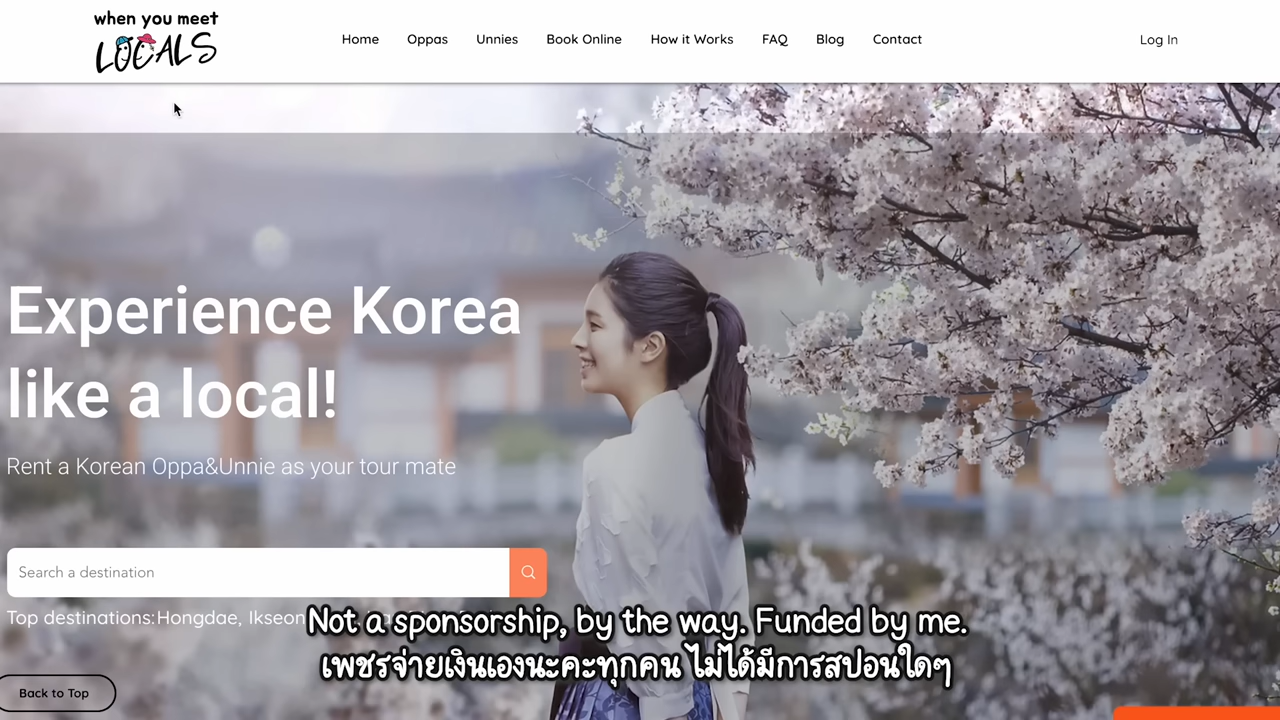 when you meet
LOCALS
Home Oppas Unnies Book Online How it Works FAQ Blog Contact Log In
Experience Korea
like a local!
Rent a Korean Oppa&Unnie as your tour mate
Search a destination
Top destinations: Hongdae, Ikseon
Not a sponsorship, by the way. Funded by me.
เพชรจ่ายเงินเองนะคะทุกคน ไม่ได้มีการสปอนใดๆ
Back to Top